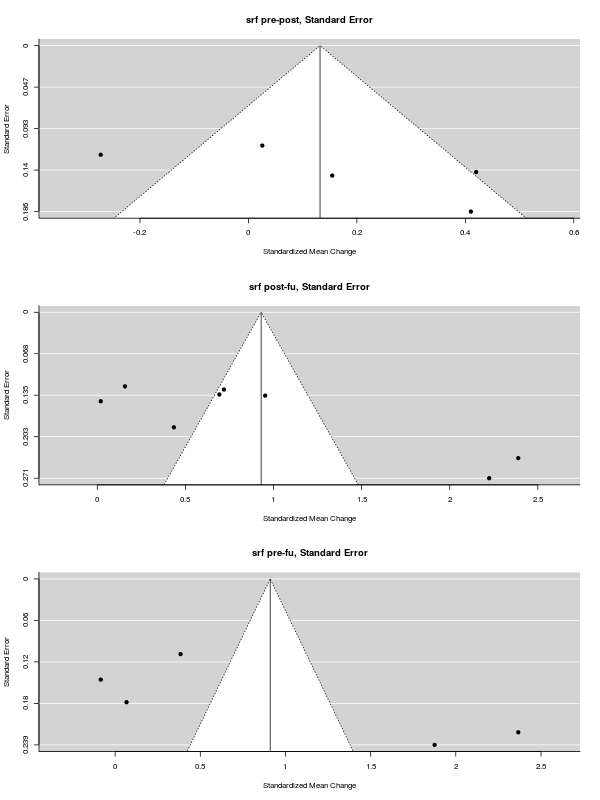 srf pre-post, Standard Error
Standard Error
0
0.047
0.093
0.14
0.186
-0.2 0 0.2 0.4 0.6
Standardized Mean Change
srf post-fu, Standard Error
Standard Error
0
0.068
0.135
0.203
0.271
0 0.5 1 1.5 2 2.5
Standardized Mean Change
srf pre-fu, Standard Error
Standard Error
0
0.06
0.12
0.18
0.239
0 0.5 1 1.5 2 2.5
Standardized Mean Change